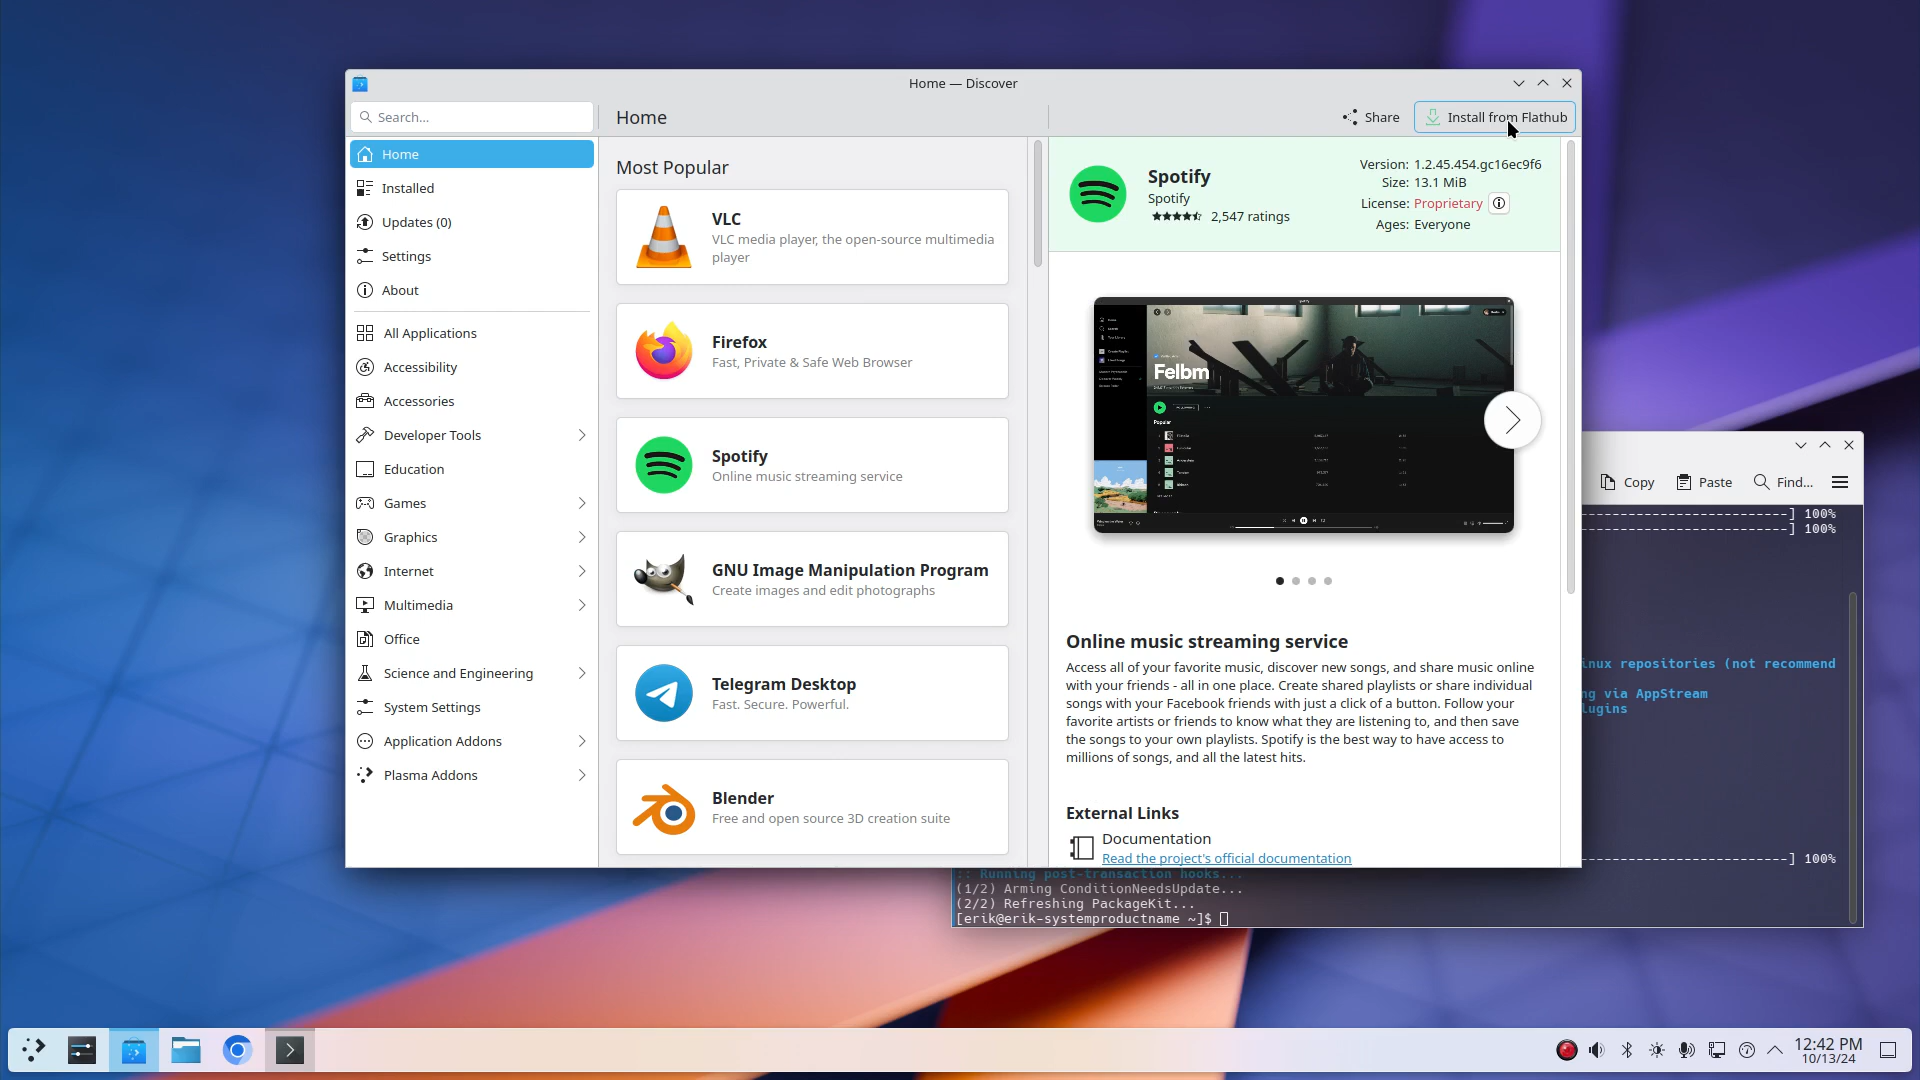 Home — Discover
Search...
Home
Share
Install from Flathub
Home
Installed
Updates (0)
Settings
About
All Applications
Accessibility
Accessories
Developer Tools
Education
Games
Graphics
Internet
Multimedia
Office
Science and Engineering
System Settings
Application Addons
Plasma Addons
Most Popular
VLC
VLC media player, the open-source multimedia
player
Firefox
Fast, Private & Safe Web Browser
Spotify
Online music streaming service
GNU Image Manipulation Program
Create images and edit photographs
Telegram Desktop
Fast. Secure. Powerful.
Blender
Free and open source 3D creation suite
Spotify
Spotify
2,547 ratings
Version: 1.2.45.454.gc16ec9f6
Size: 13.1 MiB
License: Proprietary
Ages: Everyone
Felbm
Popular
Online music streaming service
Access all of your favorite music, discover new songs, and share music online
with your friends - all in one place. Create shared playlists or share individual
songs with your Facebook friends with just a click of a button. Follow your
favorite artists or friends to know what they are listening to, and then save
the songs to your own playlists. Spotify is the best way to have access to
millions of songs, and all the latest hits.
External Links
Documentation
Read the project's official documentation
Copy
Paste
Find...
-------------------------] 100%
-------------------------] 100%
inux repositories (not recommend
ng via AppStream
lugins
-------------------------] 100%
:: Running post-transaction hooks...
(1/2) Arming ConditionNeedsUpdate...
(2/2) Refreshing PackageKit...
[erik@erik-systemproductname ~]$
12:42 PM
10/13/24